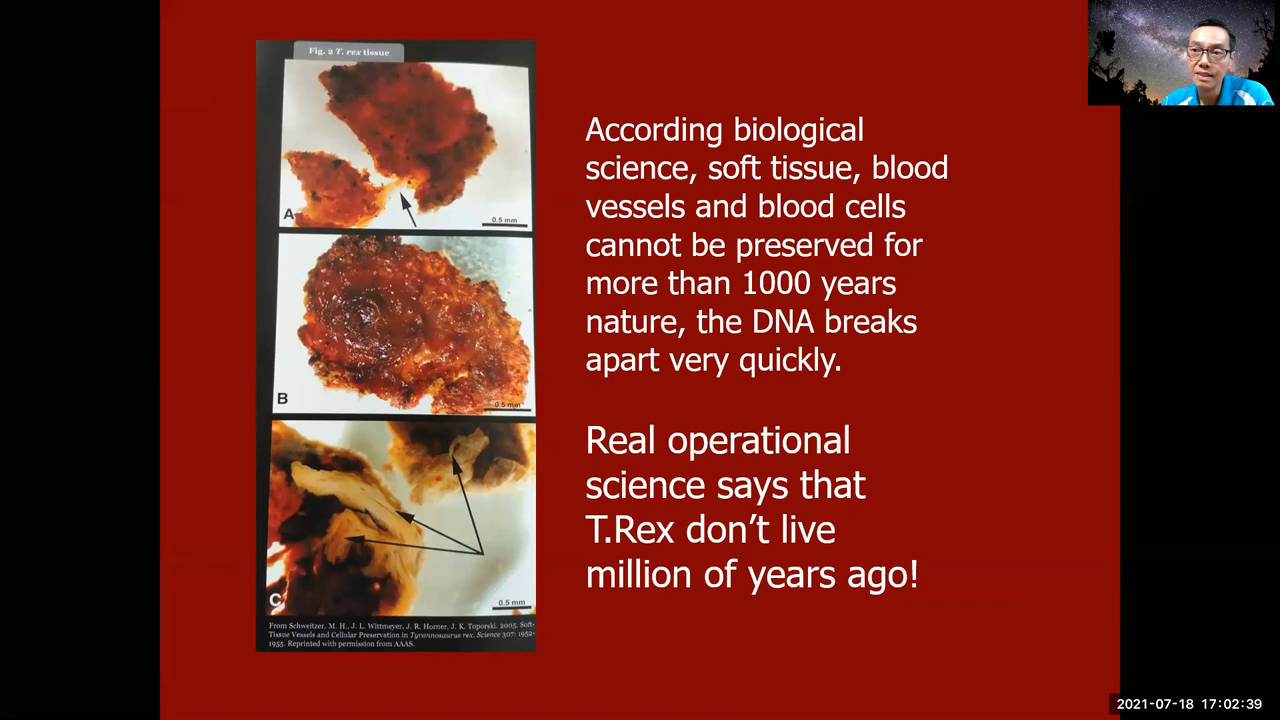 Fig. 2 T. rex tissue
A
0.5 mm
B
0.5 mm
C
0.5 mm
From Schweitzer, M. H., J. L. Wittmeyer, J. R. Horner, J. K. Toporski. 2005. Soft-
Tissue Vessels and Cellular Preservation in Tyrannosaurus rex. Science 307: 1952-
1955. Reprinted with permission from AAAS.
According biological
science, soft tissue, blood
vessels and blood cells
cannot be preserved for
more than 1000 years
nature, the DNA breaks
apart very quickly.
Real operational
science says that
T.Rex don’t live
million of years ago!
2021-07-18 17:02:39